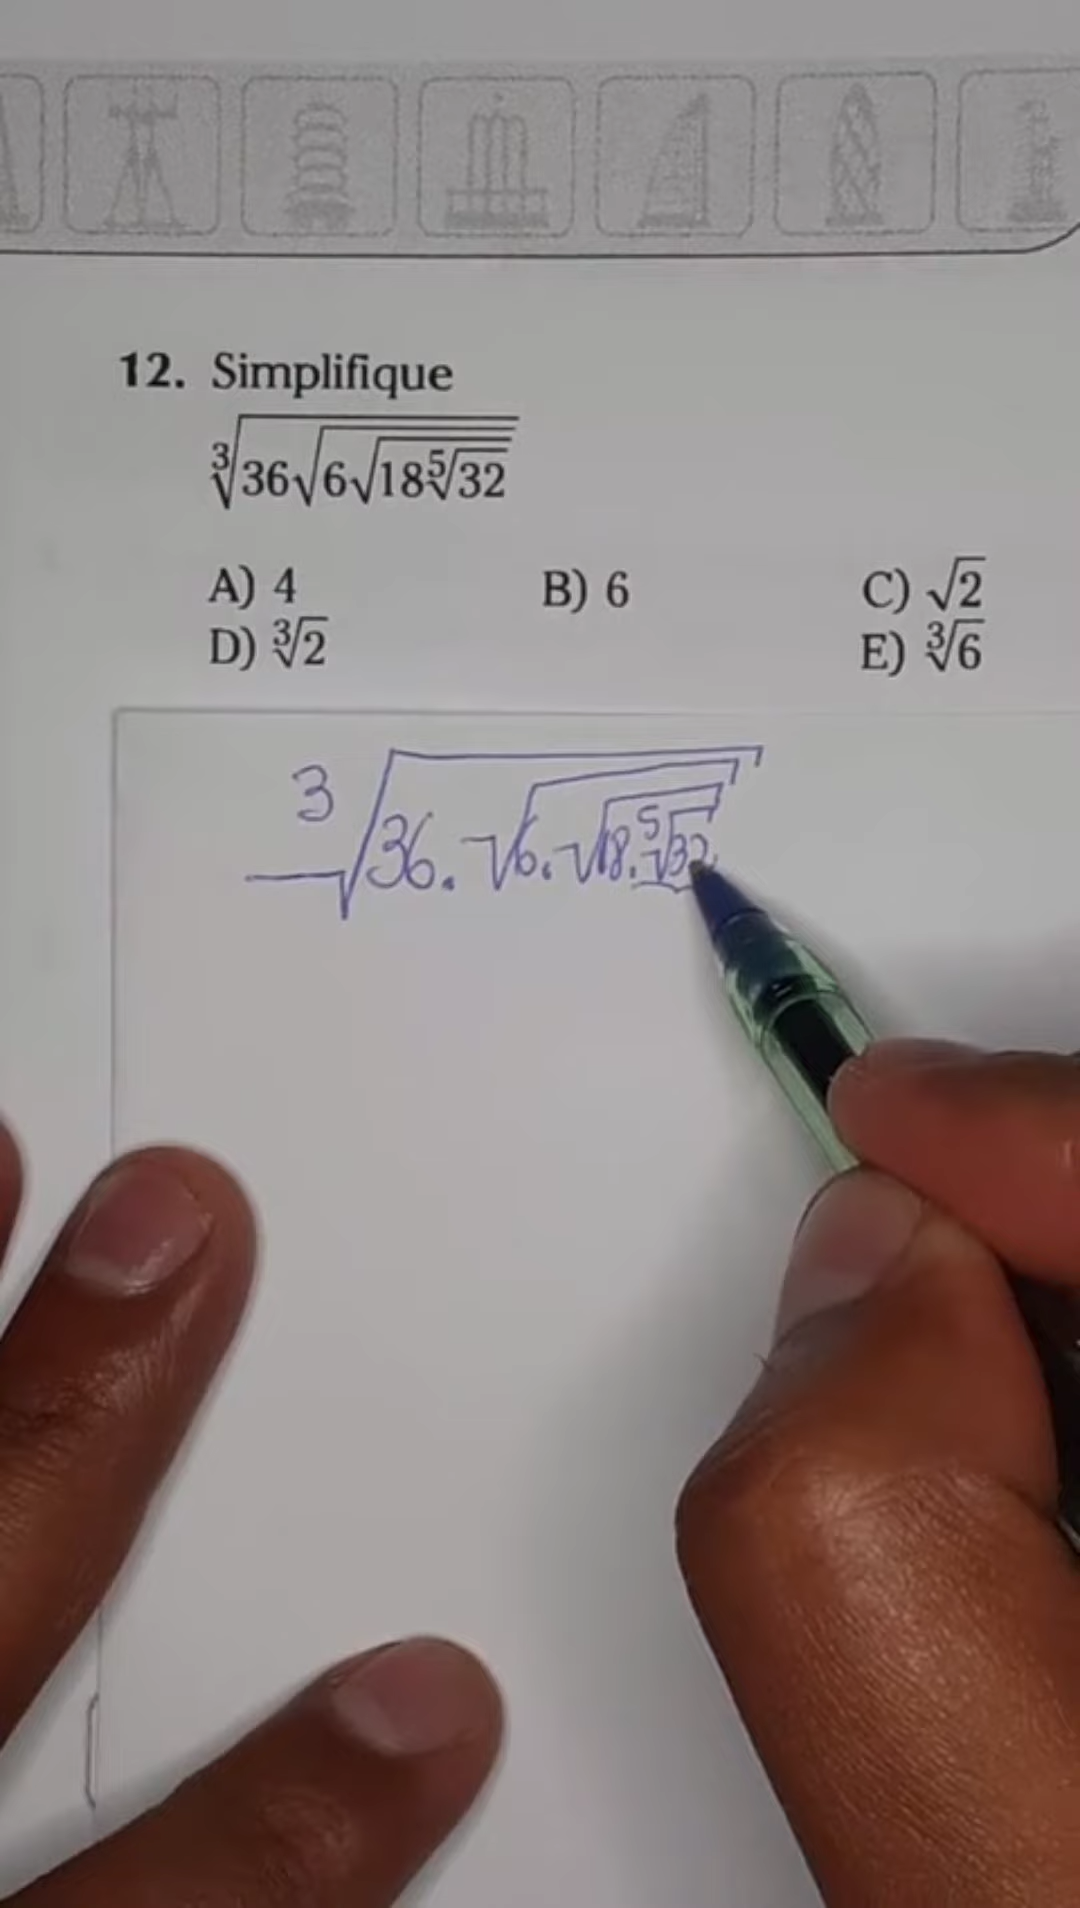 12. Simplifique
∛(36√(6√(18⁵√32)))
A) 4 B) 6 C) √2
D) ∛2 E) ∛6
∛(36.√(6.√(18.⁵√32)))